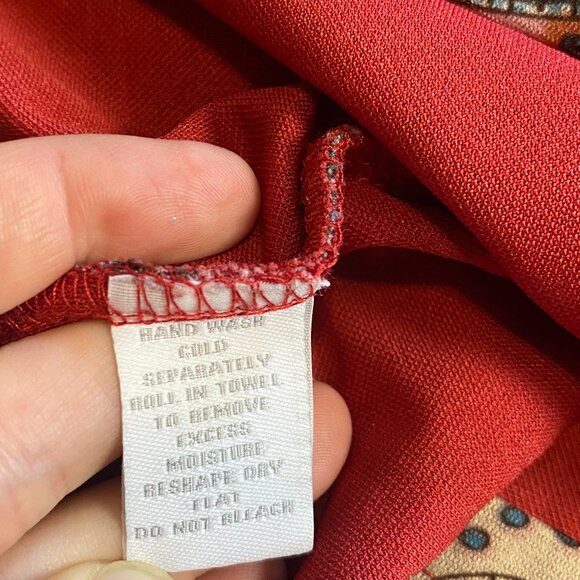 HAND WASH
COLD
SEPARATELY
ROLL IN TOWEL
TO REMOVE
EXCESS
MOISTURE
RESHAPE DRY
FLAT
DO NOT BLEACH